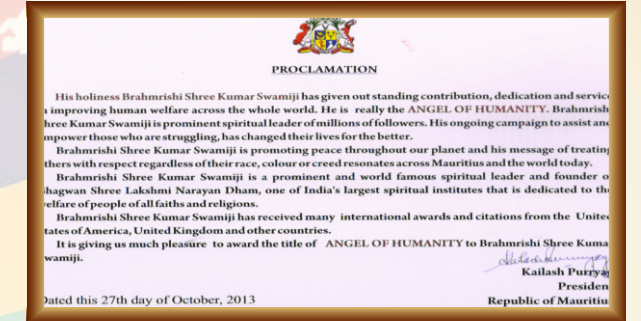 PROCLAMATION
His holiness Brahmrishi Shree Kumar Swamiji has given out standing contribution, dedication and service
improving human welfare across the whole world. He is really the ANGEL OF HUMANITY. Brahmrish
hree Kumar Swamiji is prominent spiritual leader of millions of followers. His ongoing campaign to assist and
mpower those who are struggling, has changed their lives for the better.
Brahmrishi Shree Kumar Swamiji is promoting peace throughout our planet and his message of treating
thers with respect regardless of their race, colour or creed resonates across Mauritius and the world today.
Brahmrishi Shree Kumar Swamiji is a prominent and world famous spiritual leader and founder o
hagwan Shree Lakshmi Narayan Dham, one of India's largest spiritual institutes that is dedicated to the
elfare of people of all faiths and religions.
Brahmrishi Shree Kumar Swamiji has received many international awards and citations from the Unite
tates of America, United Kingdom and other countries.
It is giving us much pleasure to award the title of ANGEL OF HUMANITY to Brahmrishi Shree Kuma
wamiji.
Kailash Purrya
Presiden
Dated this 27th day of October, 2013 Republic of Mauritiu